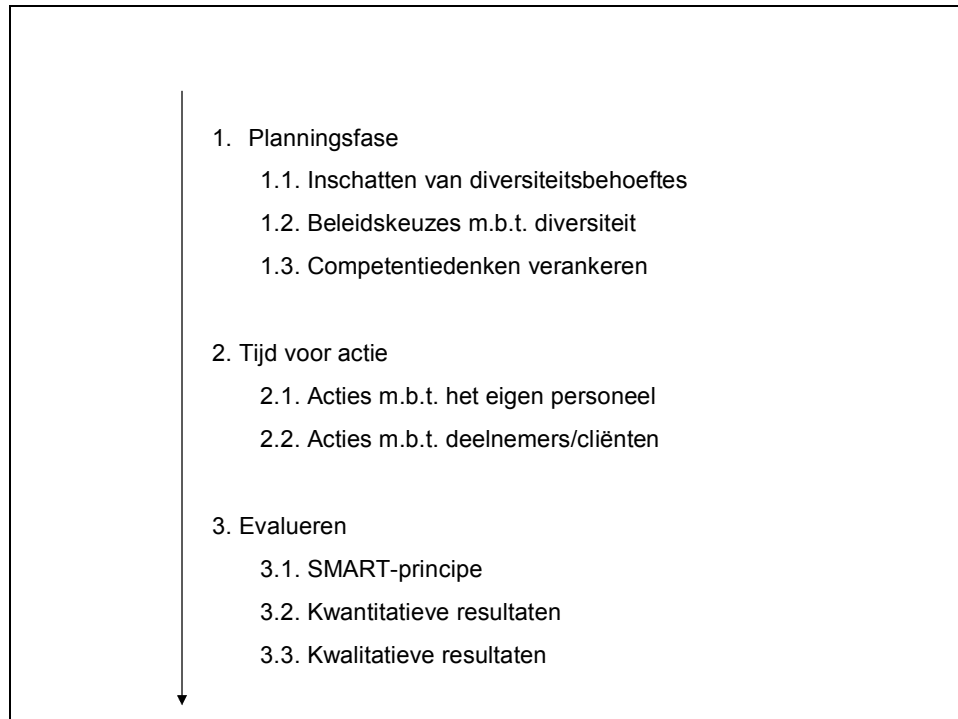 1. Planningsfase
1.1. Inschatten van diversiteitsbehoeftes
1.2. Beleidskeuzes m.b.t. diversiteit
1.3. Competentiedenken verankeren
2. Tijd voor actie
2.1. Acties m.b.t. het eigen personeel
2.2. Acties m.b.t. deelnemers/cliënten
3. Evalueren
3.1. SMART-principe
3.2. Kwantitatieve resultaten
3.3. Kwalitatieve resultaten